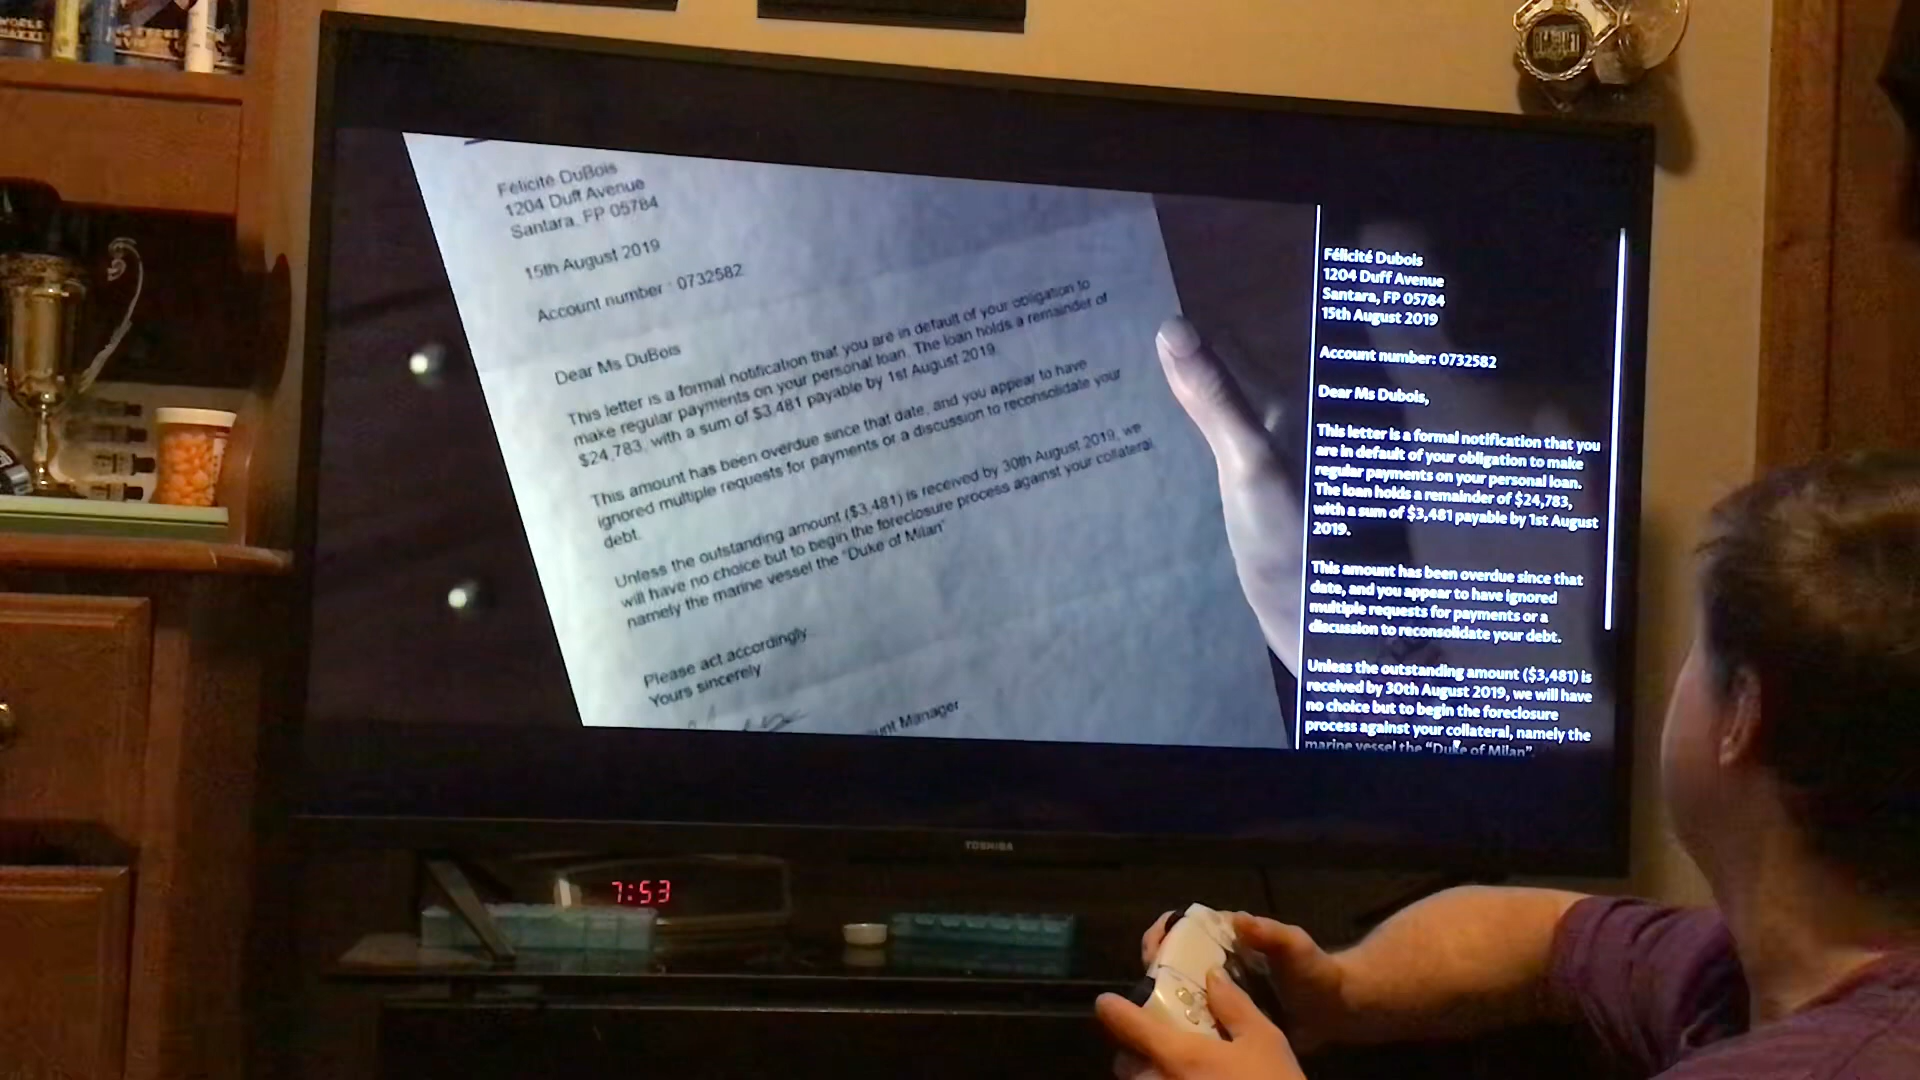 Félicité DuBois
1204 Duff Avenue
Santara, FP 05784
15th August 2019
Account number : 0732582
Dear Ms DuBois
This letter is a formal notification that you are in default of your obligation to
make regular payments on your personal loan. The loan holds a remainder of
$24,783, with a sum of $3,481 payable by 1st August 2019.
This amount has been overdue since that date, and you appear to have
ignored multiple requests for payments or a discussion to reconsolidate your
debt.
Unless the outstanding amount ($3,481) is received by 30th August 2019, we
will have no choice but to begin the foreclosure process against your collateral,
namely the marine vessel the "Duke of Milan"
Please act accordingly
Yours sincerely
Manager
Félicité Dubois
1204 Duff Avenue
Santara, FP 05784
15th August 2019
Account number: 0732582
Dear Ms Dubois,
This letter is a formal notification that you
are in default of your obligation to make
regular payments on your personal loan.
The loan holds a remainder of $24,783,
with a sum of $3,481 payable by 1st August
2019.
This amount has been overdue since that
date, and you appear to have ignored
multiple requests for payments or a
discussion to reconsolidate your debt.
Unless the outstanding amount ($3,481) is
received by 30th August 2019, we will have
no choice but to begin the foreclosure
process against your collateral, namely the
marine vessel the “Duke of Milan”.
TOSHIBA
7:53